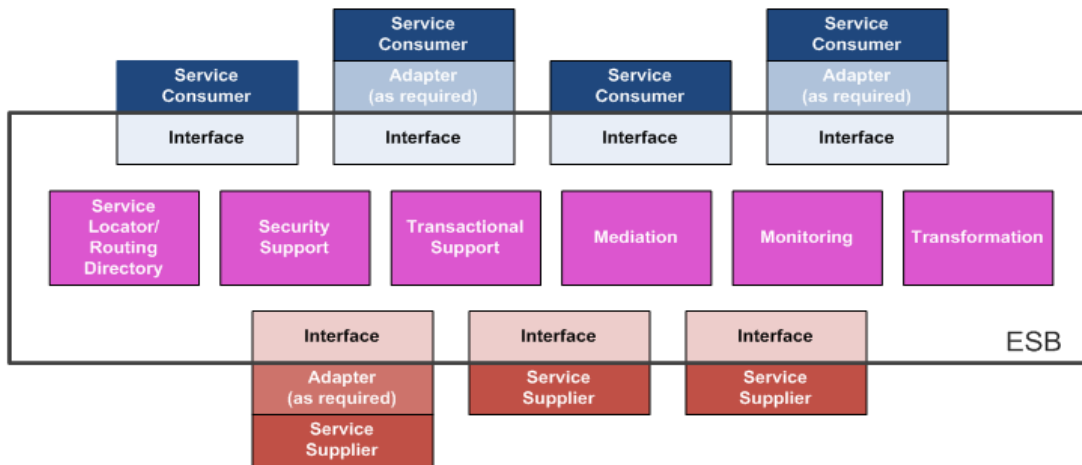 Service
Consumer
Service
Consumer
Service
Consumer
Adapter
(as required)
Service
Consumer
Adapter
(as required)
Interface
Interface
Interface
Interface
Service
Locator/
Routing
Directory
Security
Support
Transactional
Support
Mediation
Monitoring
Transformation
Interface
Interface
Interface
ESB
Adapter
(as required)
Service
Supplier
Service
Supplier
Service
Supplier